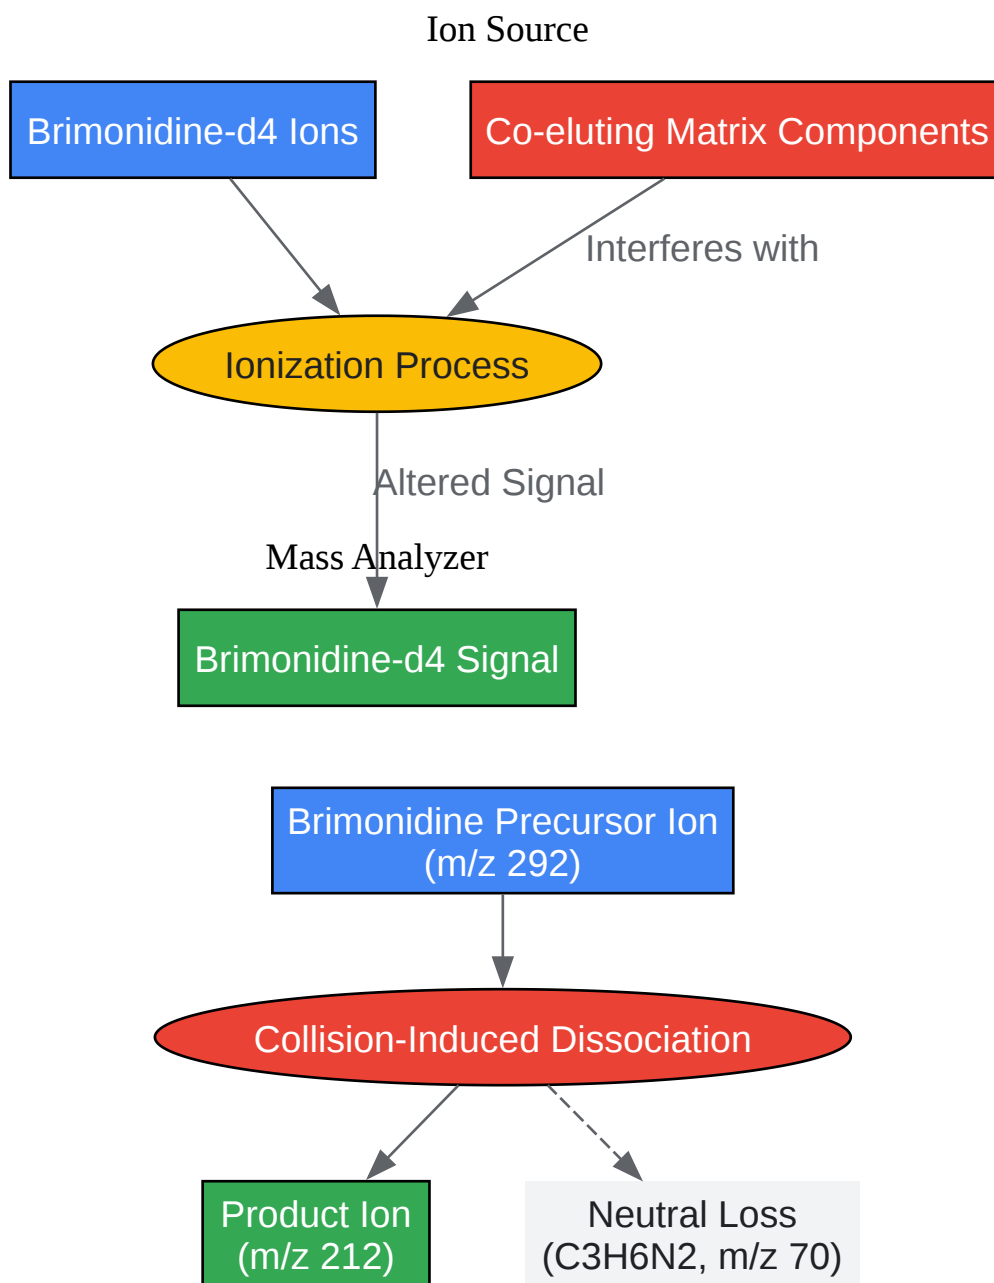 Ion Source
Brimonidine-d4 Ions
Co-eluting Matrix Components
Interferes with
Ionization Process
Altered Signal
Mass Analyzer
Brimonidine-d4 Signal
Brimonidine Precursor Ion
(m/z 292)
Collision-Induced Dissociation
Product Ion
(m/z 212)
Neutral Loss
(C3H6N2, m/z 70)